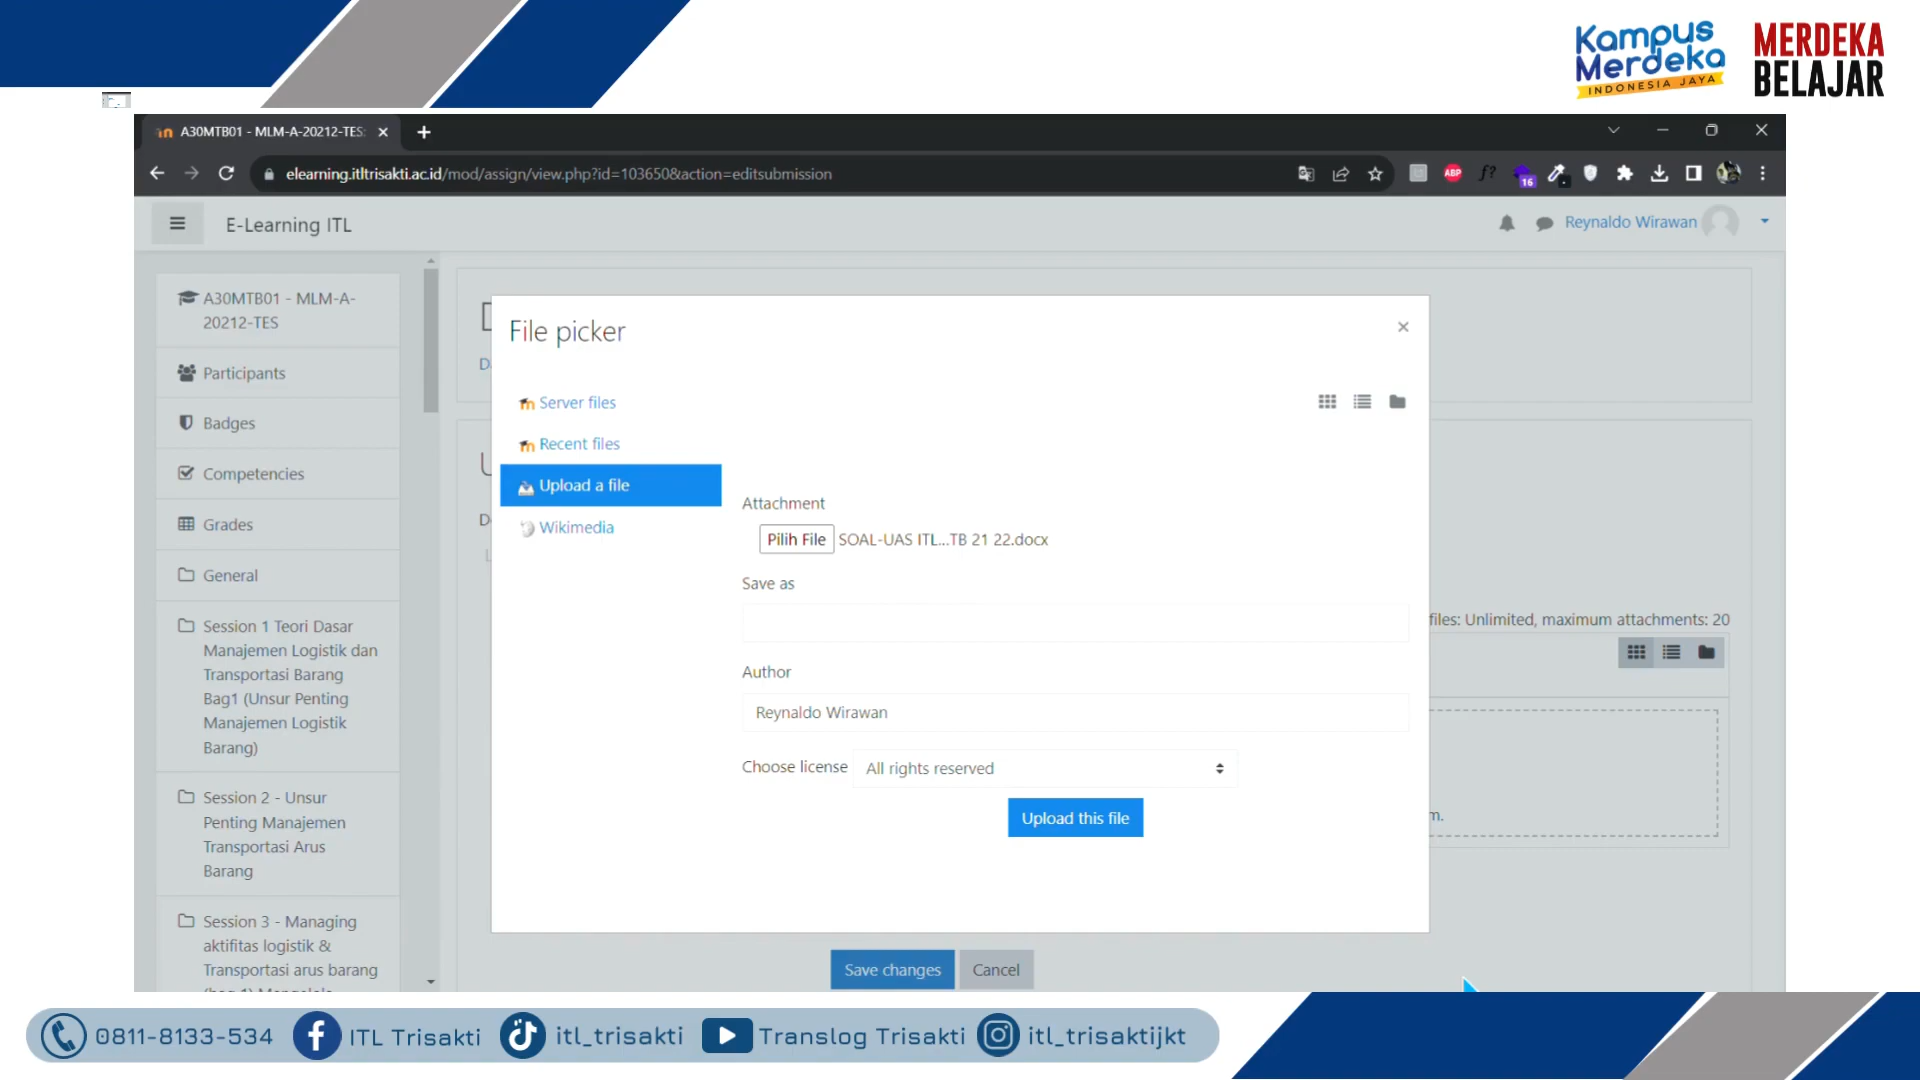 Kampus
Merdeka
INDONESIA JAYA
MERDEKA
BELAJAR
A30MTB01 - MLM-A-20212-TES:
elearning.itltrisakti.ac.id/mod/assign/view.php?id=103650&action=editsubmission
ABP
f?
16
E-Learning ITL
Reynaldo Wirawan
A30MTB01 - MLM-A-
20212-TES
Participants
Badges
Competencies
Grades
General
Session 1 Teori Dasar
Manajemen Logistik dan
Transportasi Barang
Bag1 (Unsur Penting
Manajemen Logistik
Barang)
Session 2 - Unsur
Penting Manajemen
Transportasi Arus
Barang
Session 3 - Managing
aktifitas logistik &
Transportasi arus barang
File picker
Server files
Recent files
Upload a file
Wikimedia
Attachment
Pilih File SOAL-UAS ITL...TB 21 22.docx
Save as
Author
Reynaldo Wirawan
Choose license All rights reserved
Upload this file
files: Unlimited, maximum attachments: 20
m.
Save changes Cancel
0811-8133-534 ITL Trisakti itl_trisakti Translog Trisakti itl_trisaktijkt